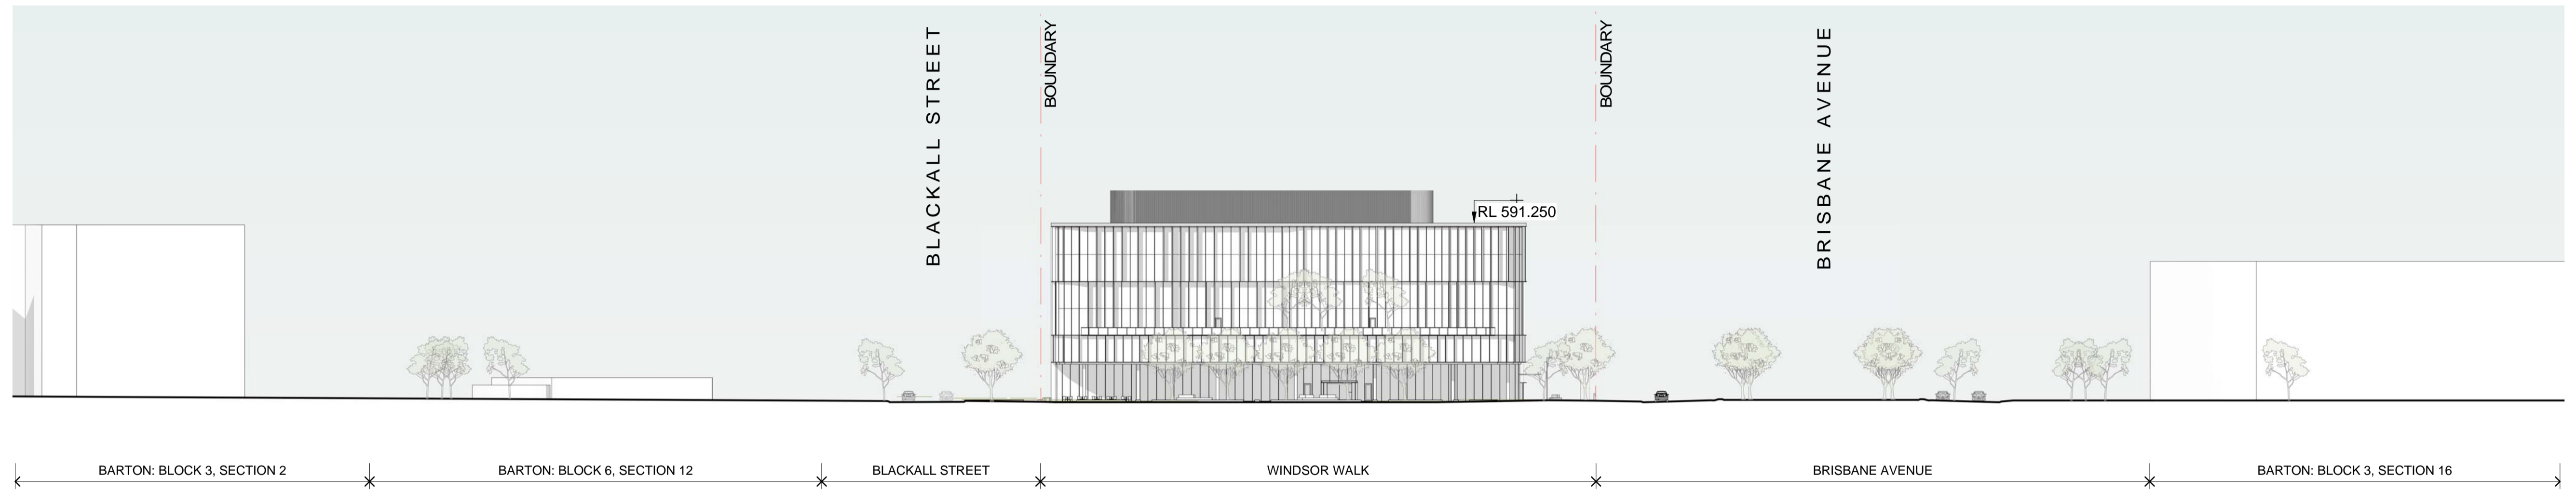 BLACKALL STREET
BOUNDARY
BOUNDARY
BRISBANE AVENUE
RL 591.250
BARTON: BLOCK 3, SECTION 2
BARTON: BLOCK 6, SECTION 12
BLACKALL STREET
WINDSOR WALK
BRISBANE AVENUE
BARTON: BLOCK 3, SECTION 16